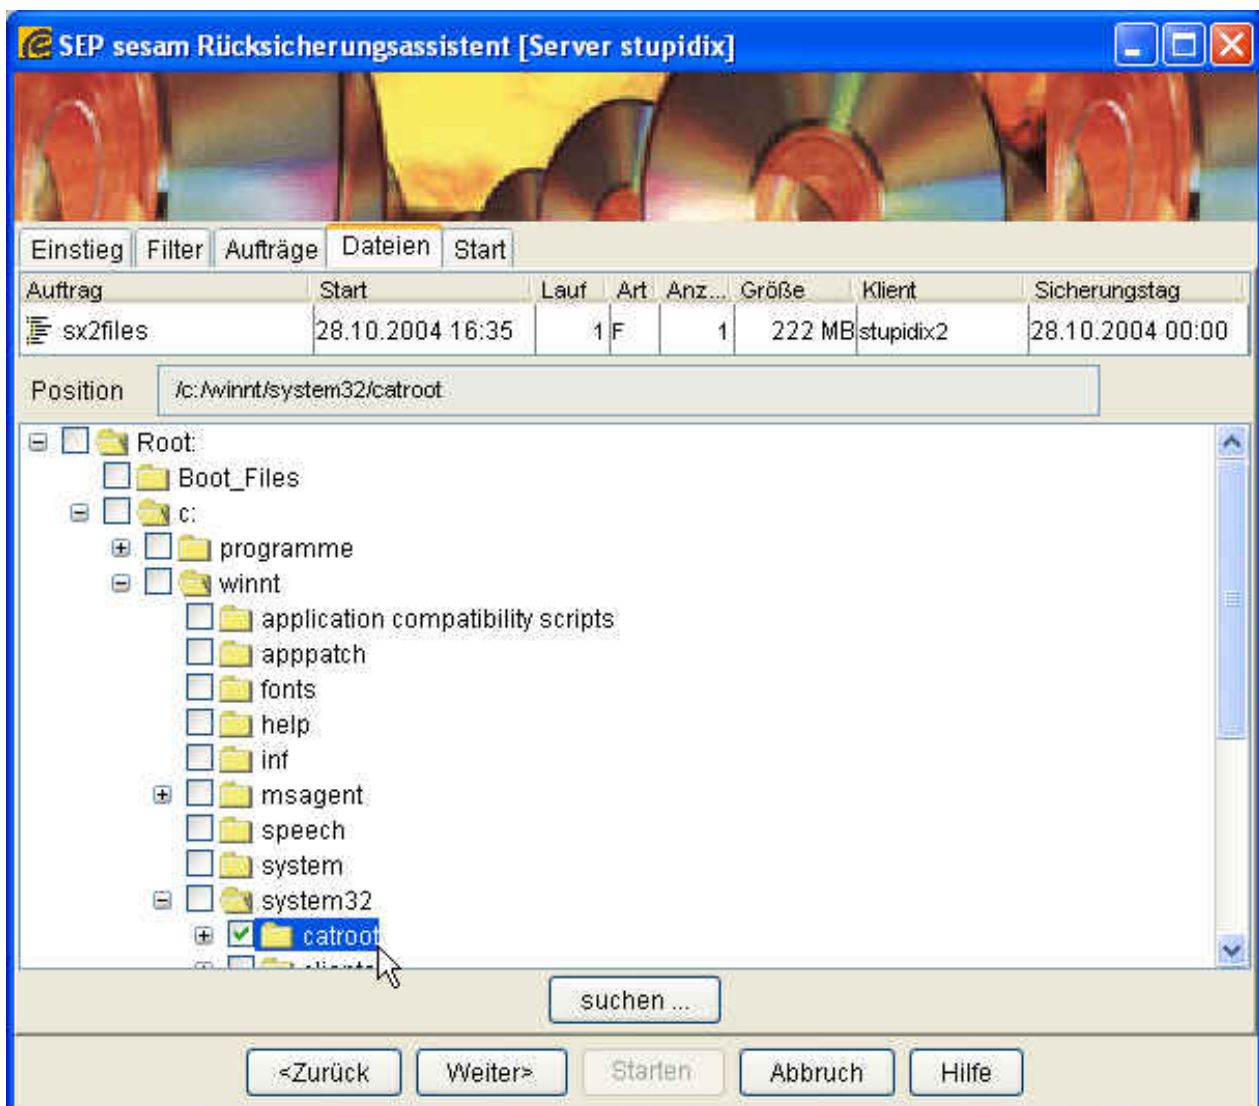 SEP sesam Rücksicherungsassistent [Server stupidix]
Einstieg Filter Aufträge Dateien Start
Auftrag Start Lauf Art Anz... Größe Klient Sicherungstag
sx2files 28.10.2004 16:35 1 F 1 222 MB stupidix2 28.10.2004 00:00
Position /c:/winnt/system32/catroot
Root:
Boot_Files
c:
programme
winnt
application compatibility scripts
apppatch
fonts
help
inf
msagent
speech
system
system32
catroot
suchen ...
<Zurück Weiter> Starten Abbruch Hilfe